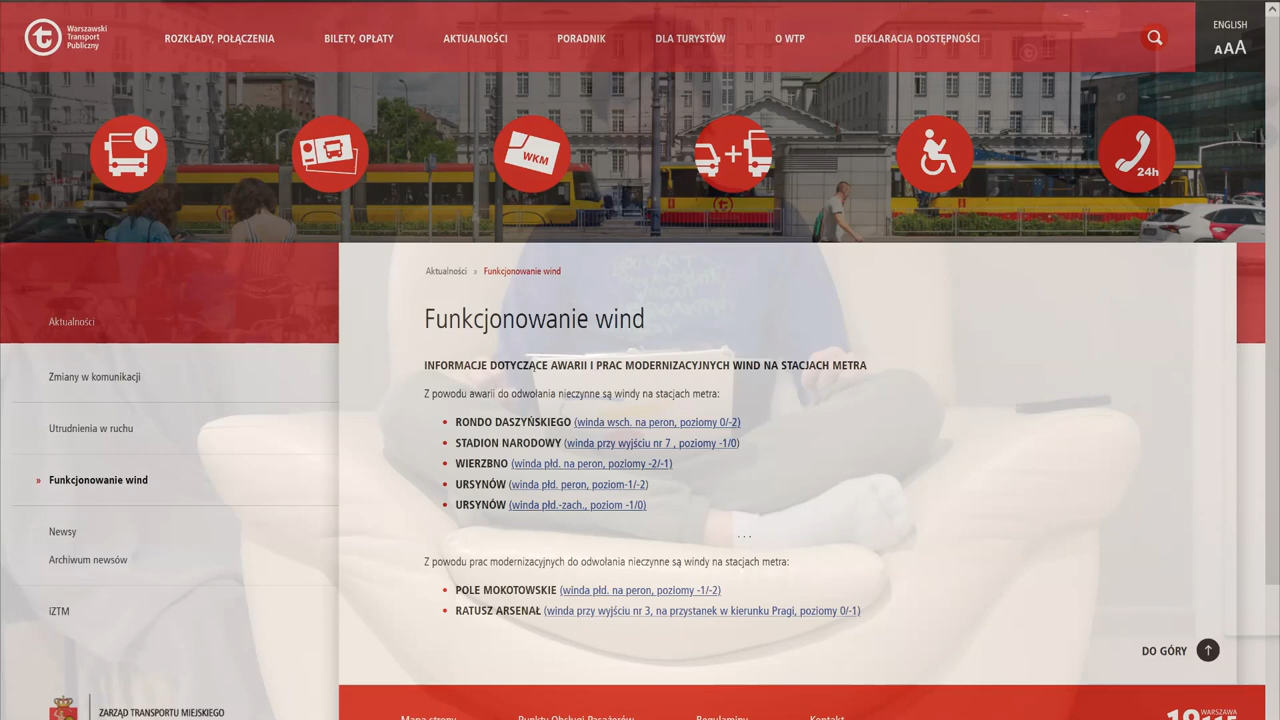 Warszawski
Transport
Publiczny
ROZKŁADY, POŁĄCZENIA
BILETY, OPŁATY
AKTUALNOŚCI
PORADNIK
DLA TURYSTÓW
O WTP
DEKLARACJA DOSTĘPNOŚCI
ENGLISH
AAA
WKM
24h
Aktualności » Funkcjonowanie wind
Funkcjonowanie wind
Aktualności
Zmiany w komunikacji
Utrudnienia w ruchu
» Funkcjonowanie wind
Newsy
Archiwum newsów
iZTM
INFORMACJE DOTYCZĄCE AWARII I PRAC MODERNIZACYJNYCH WIND NA STACJACH METRA
Z powodu awarii do odwołania nieczynne są windy na stacjach metra:
• RONDO DASZYŃSKIEGO (winda wsch. na peron, poziomy 0/-2)
• STADION NARODOWY (winda przy wyjściu nr 7 , poziomy -1/0)
• WIERZBNO (winda płd. na peron, poziomy -2/-1)
• URSYNÓW (winda płd. peron, poziom-1/-2)
• URSYNÓW (winda płd.-zach., poziom -1/0)
. . .
Z powodu prac modernizacyjnych do odwołania nieczynne są windy na stacjach metra:
• POLE MOKOTOWSKIE (winda płd. na peron, poziomy -1/-2)
• RATUSZ ARSENAŁ (winda przy wyjściu nr 3, na przystanek w kierunku Pragi, poziomy 0/-1)
DO GÓRY
ZARZĄD TRANSPORTU MIEJSKIEGO
Mapa strony
Punkty Obsługi Pasażerów
Regulaminy
Kontakt
WARSZAWA